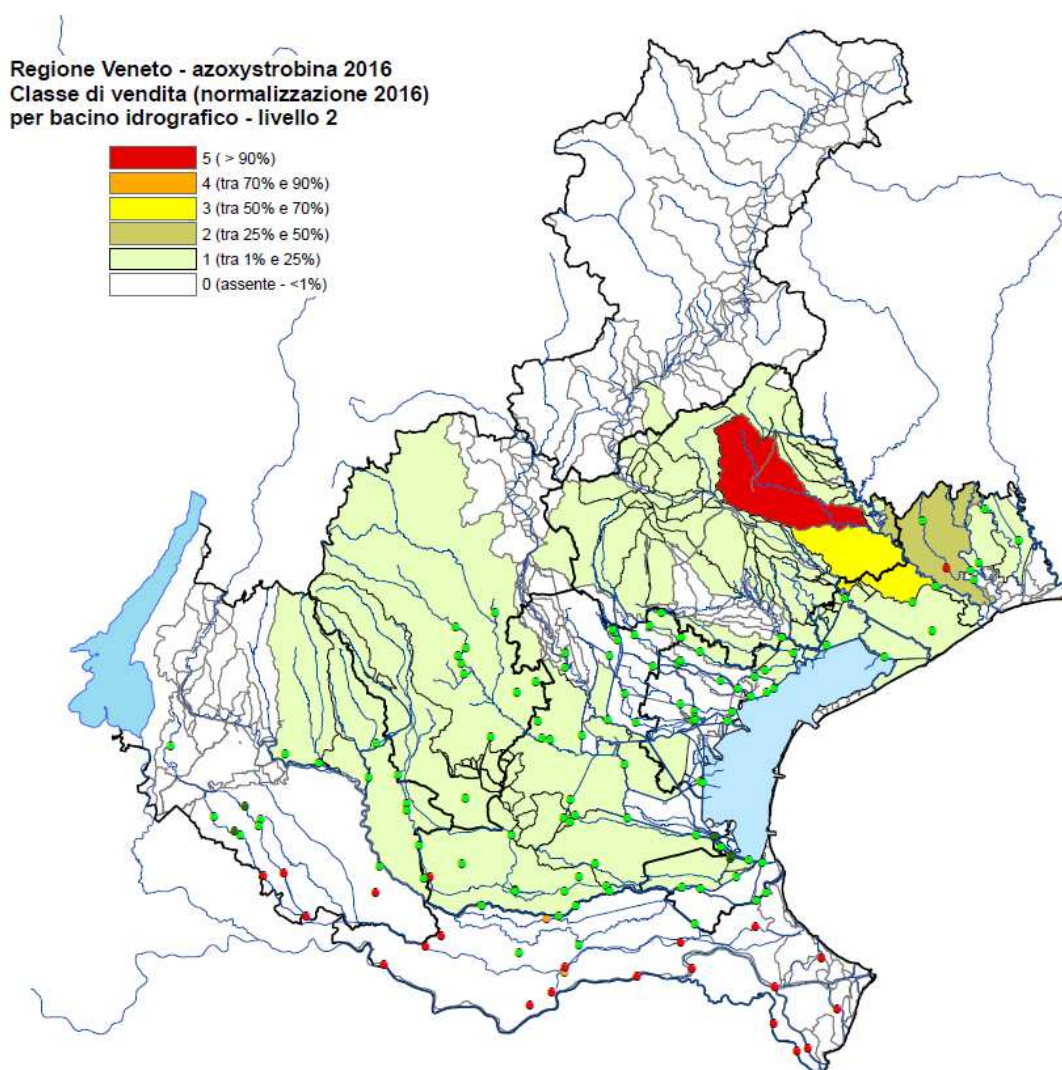 Regione Veneto - azoxystrobina 2016
Classe di vendita (normalizzazione 2016)
per bacino idrografico - livello 2
5 ( > 90%)
4 (tra 70% e 90%)
3 (tra 50% e 70%)
2 (tra 25% e 50%)
1 (tra 1% e 25%)
0 (assente - <1%)